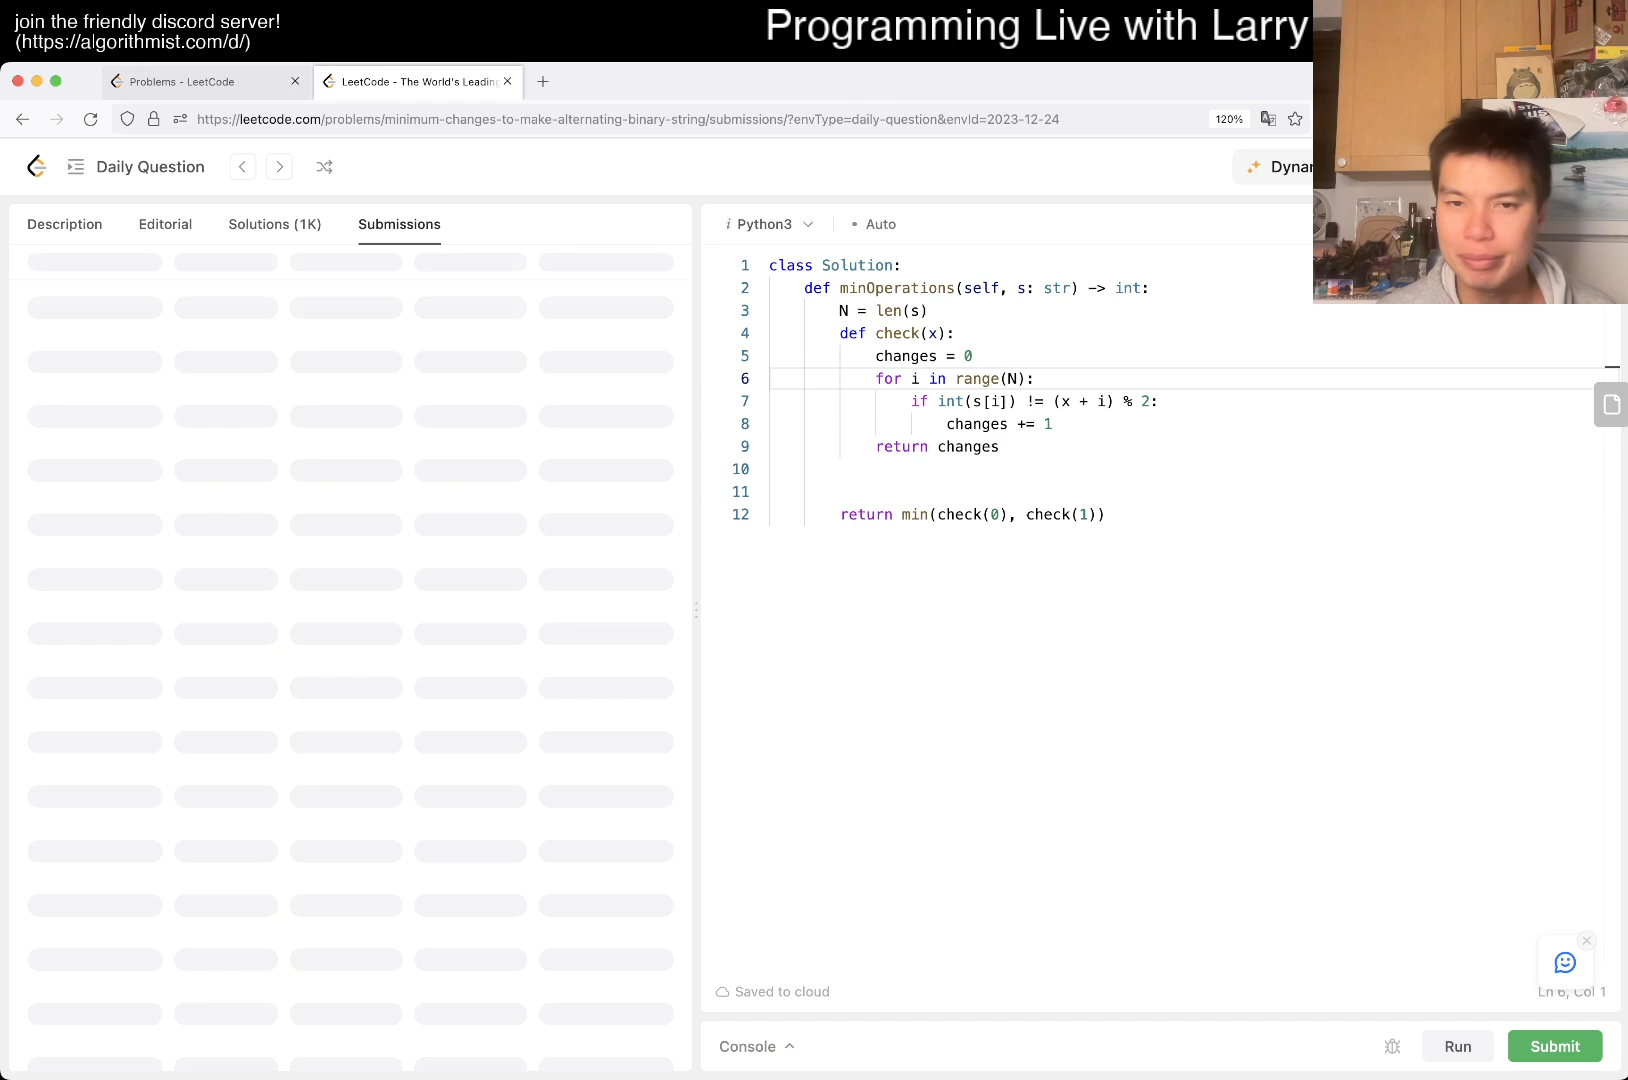 join the friendly discord server!
(https://algorithmist.com/d/)
Programming Live with Larry
Problems - LeetCode
LeetCode - The World's Leading
https://leetcode.com/problems/minimum-changes-to-make-alternating-binary-string/submissions/?envType=daily-question&envId=2023-12-24
120%
Daily Question
Dynam
Description
Editorial
Solutions (1K)
Submissions
i Python3
• Auto
1 class Solution:
2 def minOperations(self, s: str) -> int:
3 N = len(s)
4 def check(x):
5 changes = 0
6 for i in range(N):
7 if int(s[i]) != (x + i) % 2:
8 changes += 1
9 return changes
10
11
12 return min(check(0), check(1))
Saved to cloud
Ln 6, Col 1
Console
Run
Submit